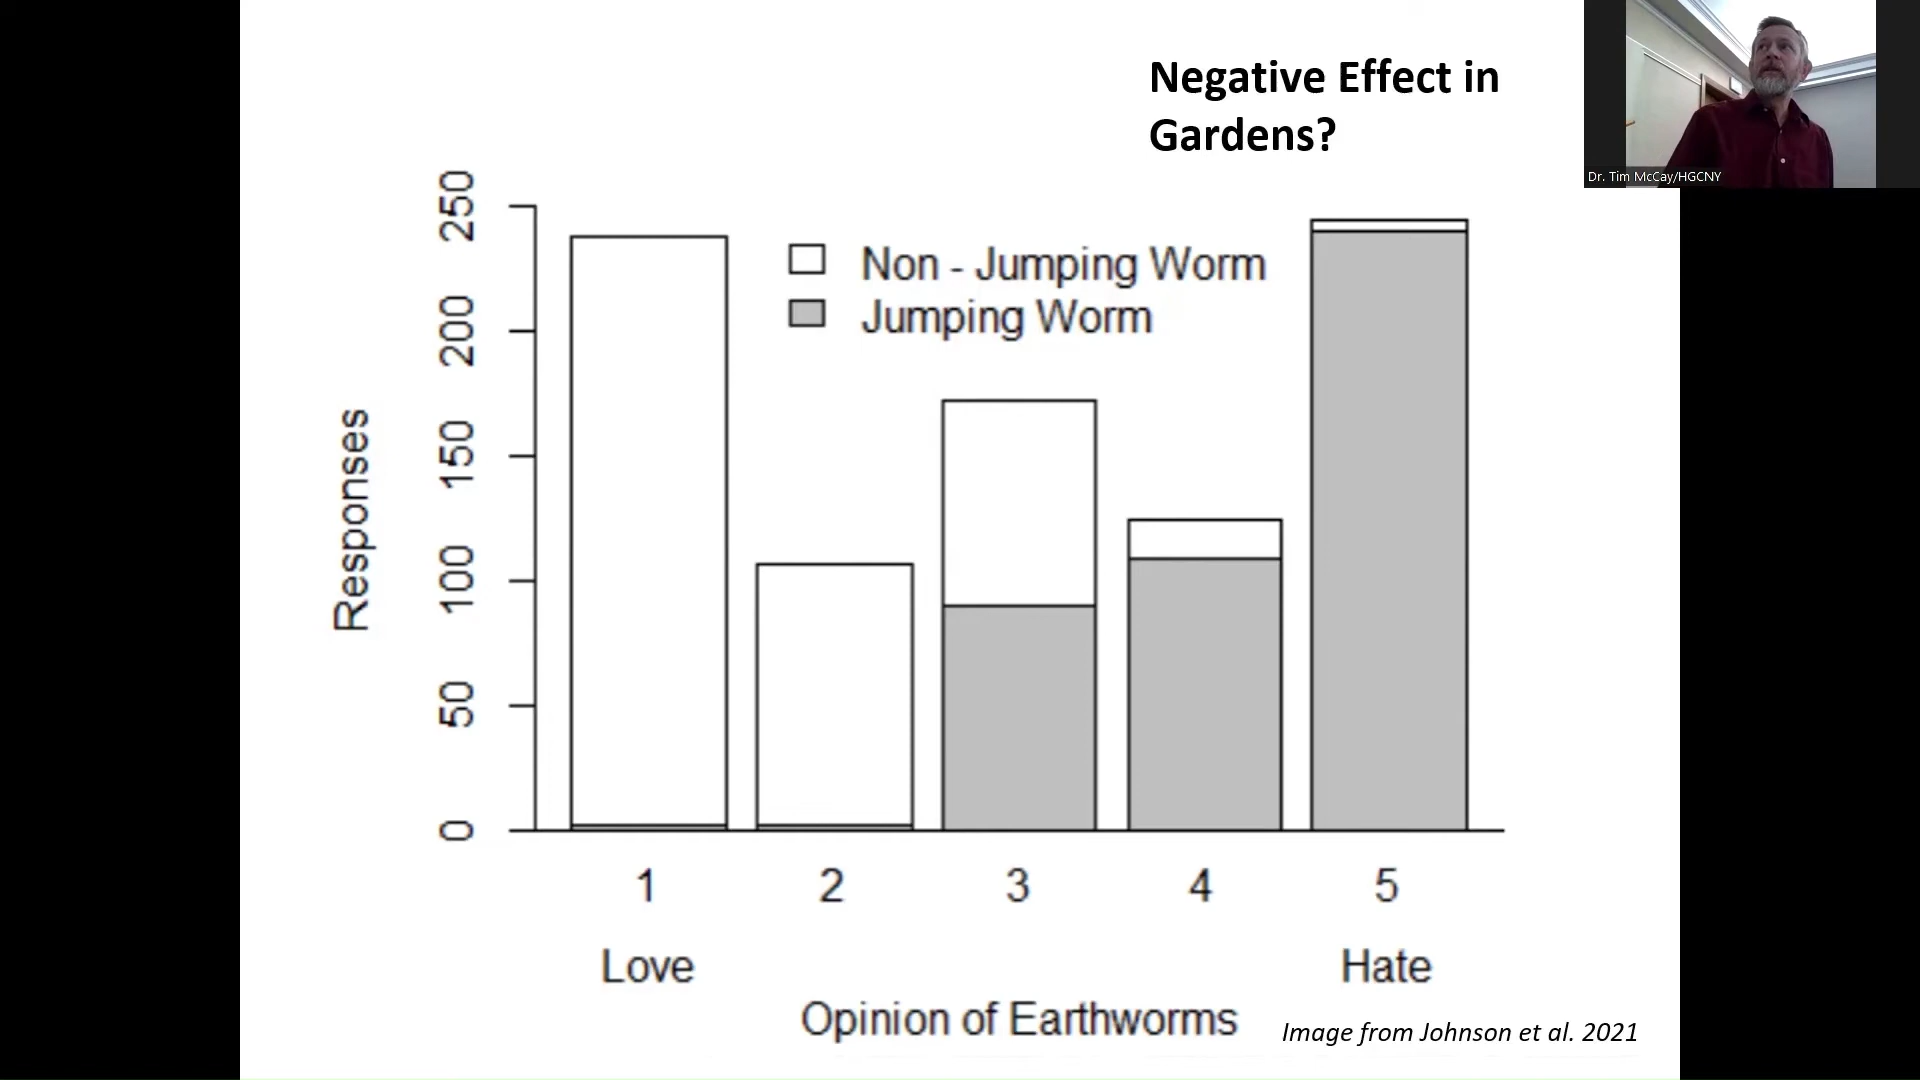 Negative Effect in
Gardens?
Dr. Tim McCay/HGCNY
Non - Jumping Worm
Jumping Worm
Responses
250
200
150
100
50
0
1 2 3 4 5
Love Hate
Opinion of Earthworms
Image from Johnson et al. 2021